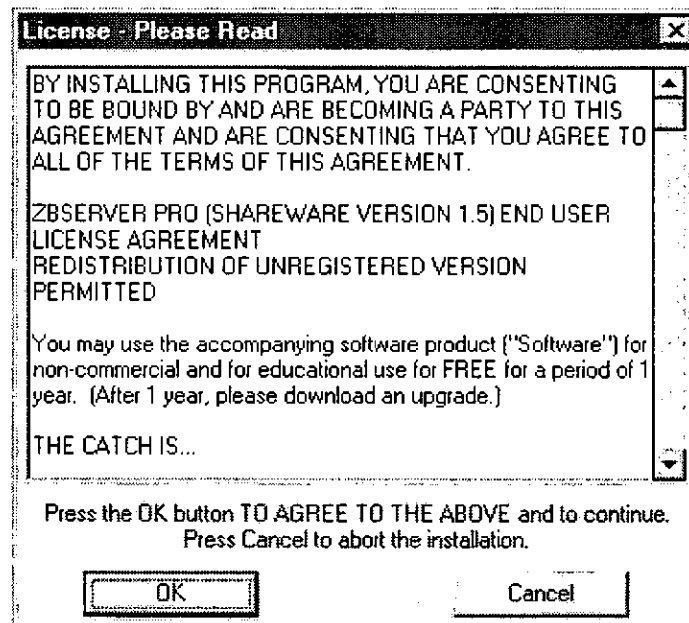 License - Please Read
BY INSTALLING THIS PROGRAM, YOU ARE CONSENTING
TO BE BOUND BY AND ARE BECOMING A PARTY TO THIS
AGREEMENT AND ARE CONSENTING THAT YOU AGREE TO
ALL OF THE TERMS OF THIS AGREEMENT.
ZBSERVER PRO (SHAREWARE VERSION 1.5) END USER
LICENSE AGREEMENT
REDISTRIBUTION OF UNREGISTERED VERSION
PERMITTED
You may use the accompanying software product ("Software") for
non-commercial and for educational use for FREE for a period of 1
year. (After 1 year, please download an upgrade.)
THE CATCH IS...
Press the OK button TO AGREE TO THE ABOVE and to continue.
Press Cancel to abort the installation.
OK
Cancel